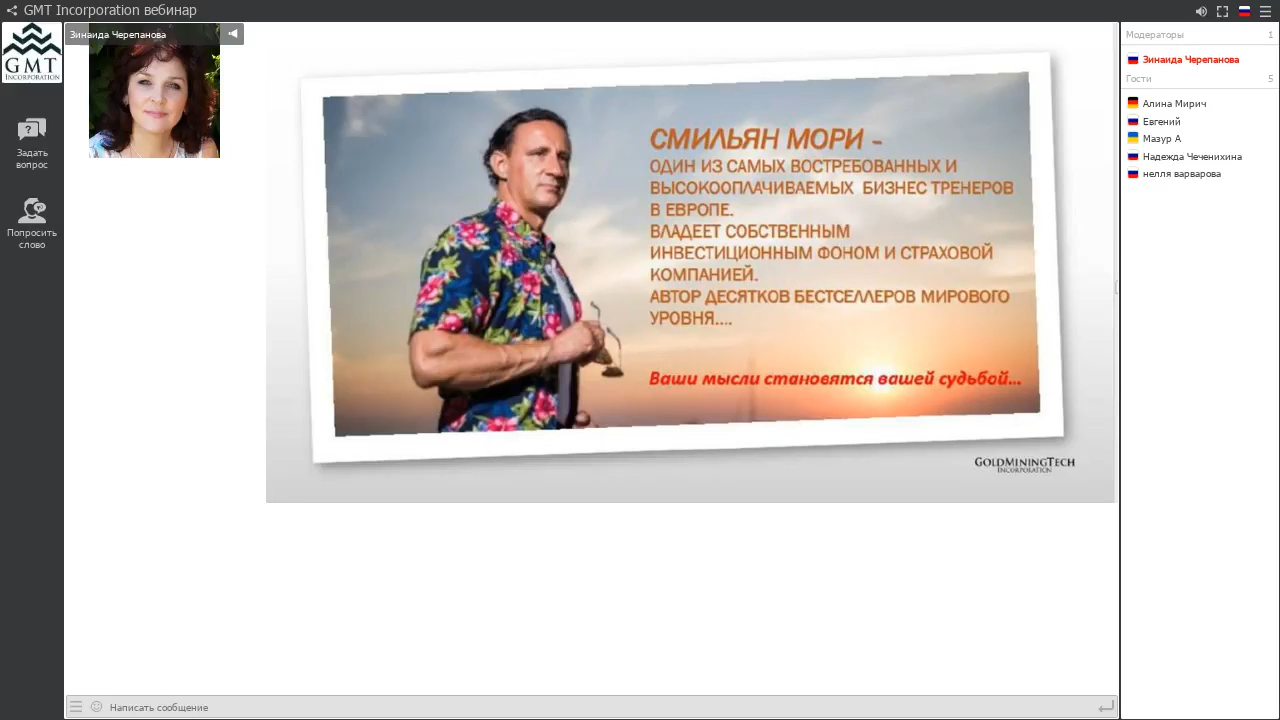 GMT Incorporation вебинар
GMT
INCORPORATION
Задать
вопрос
Попросить
слово
Зинаида Черепанова
СМИЛЬЯН МОРИ –
ОДИН ИЗ САМЫХ ВОСТРЕБОВАННЫХ И
ВЫСОКООПЛАЧИВАЕМЫХ БИЗНЕС ТРЕНЕРОВ
В ЕВРОПЕ.
ВЛАДЕЕТ СОБСТВЕННЫМ
ИНВЕСТИЦИОННЫМ ФОНОМ И СТРАХОВОЙ
КОМПАНИЕЙ.
АВТОР ДЕСЯТКОВ БЕСТСЕЛЛЕРОВ МИРОВОГО
УРОВНЯ....
Ваши мысли становятся вашей судьбой...
GOLDMININGTECH
INCORPORATION
Написать сообщение
Модераторы 1
Зинаида Черепанова
Гости 5
Алина Мирич
Евгений
Мазур А
Надежда Чеченихина
нелля варварова